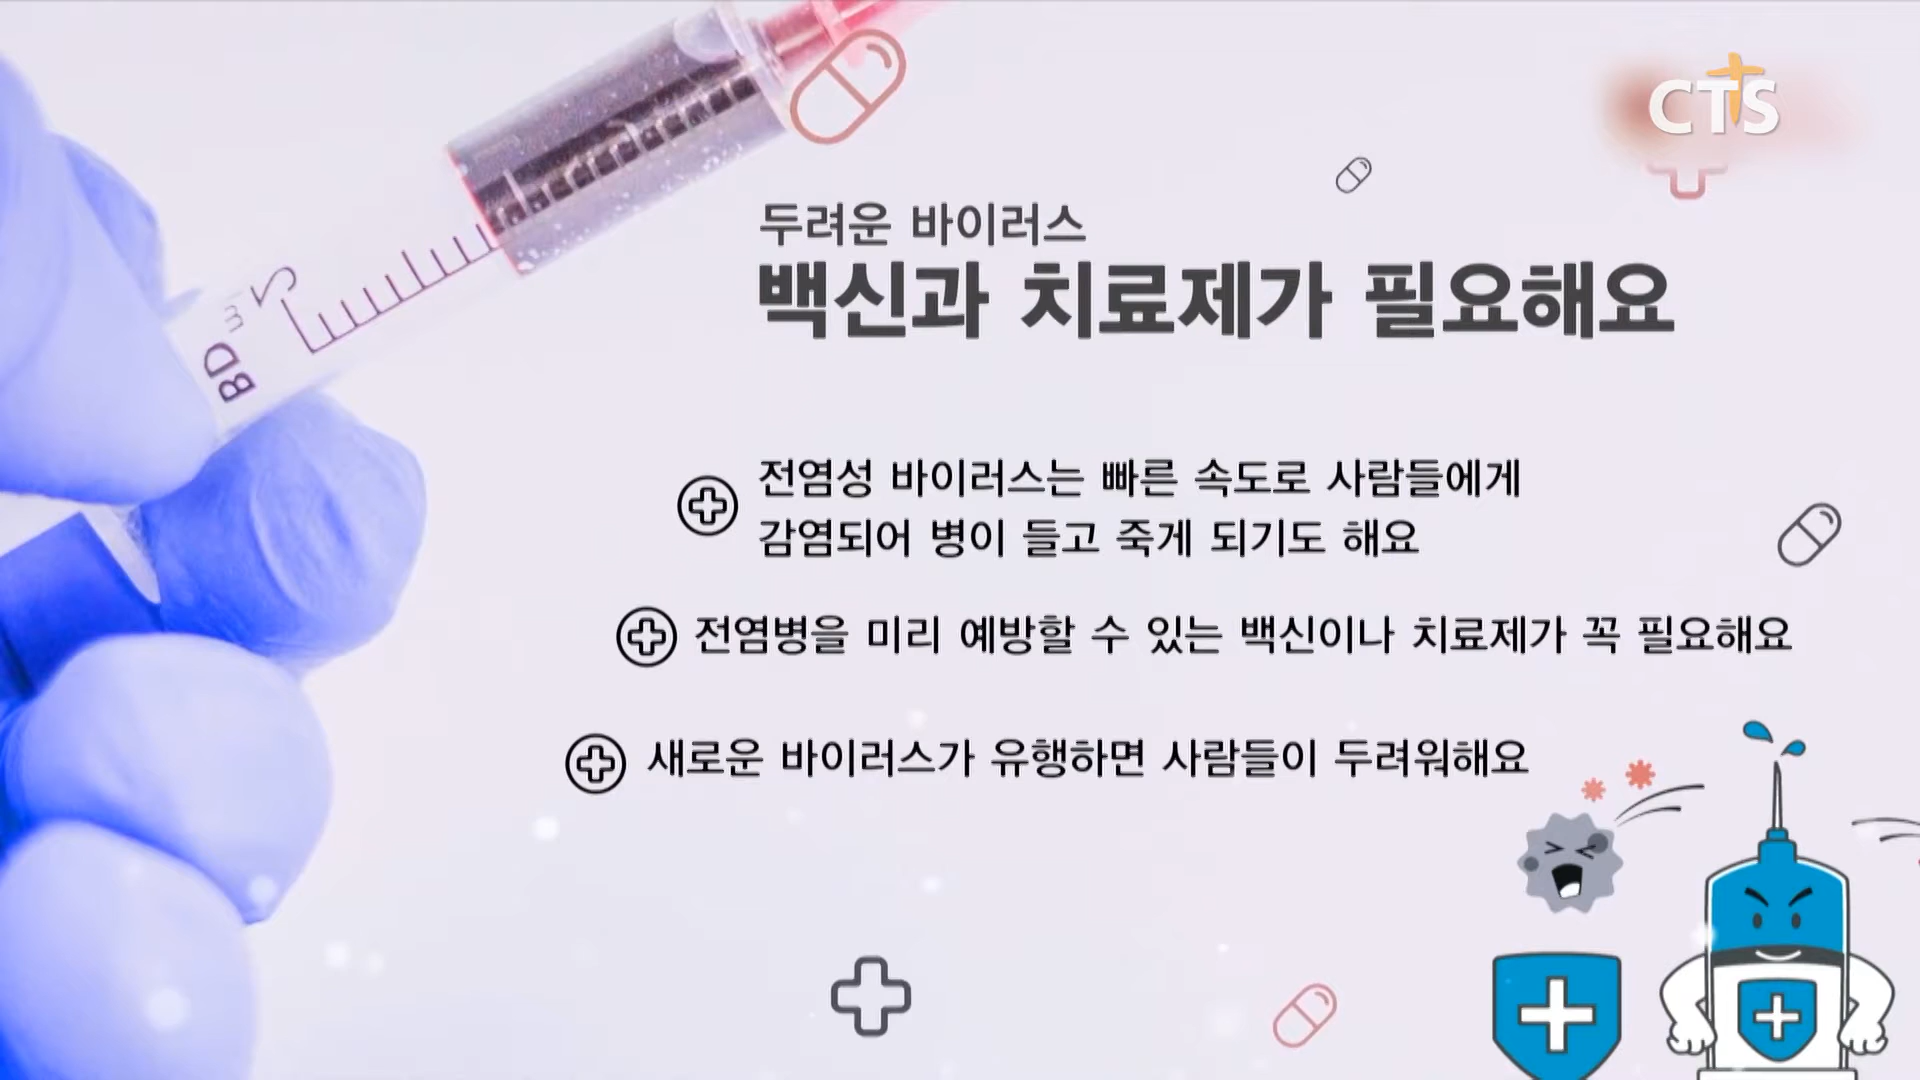 CTS
두려운 바이러스
백신과 치료제가 필요해요
전염성 바이러스는 빠른 속도로 사람들에게
감염되어 병이 들고 죽게 되기도 해요
전염병을 미리 예방할 수 있는 백신이나 치료제가 꼭 필요해요
새로운 바이러스가 유행하면 사람들이 두려워해요
BD